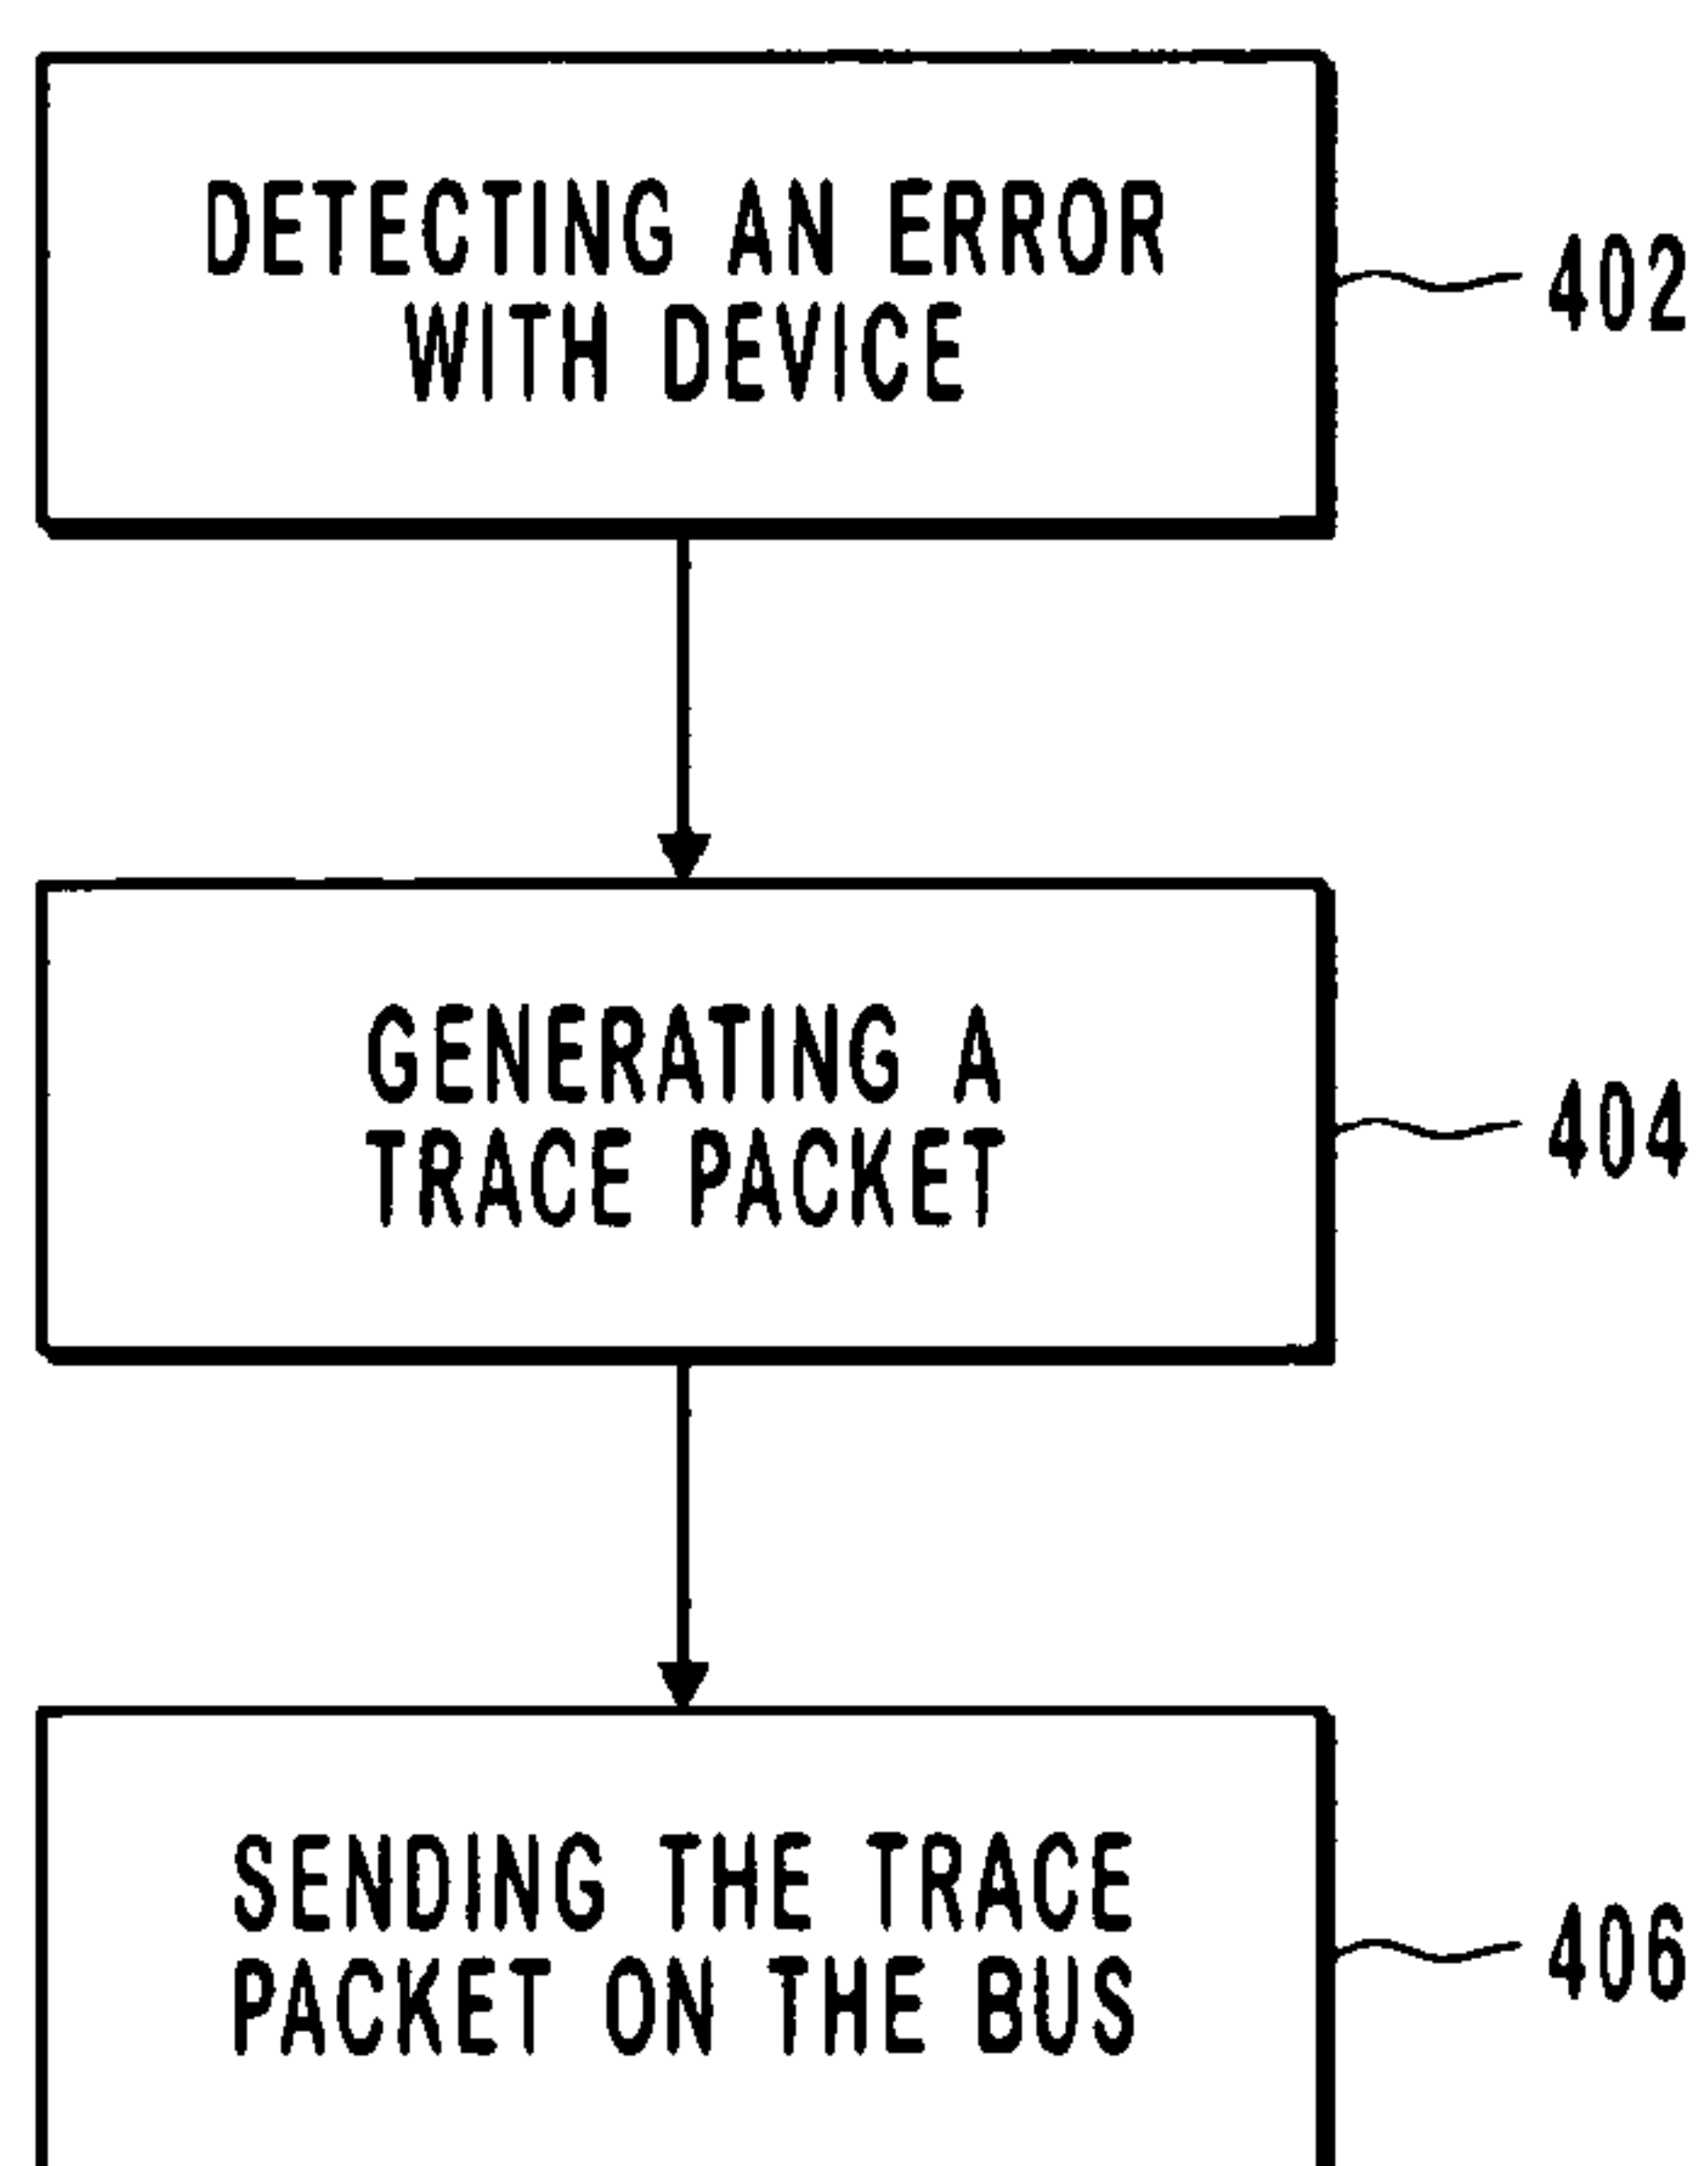 DETECTING AN ERROR
WITH DEVICE
402
GENERATING A
TRACE PACKET
404
SENDING THE TRACE
PACKET ON THE BUS
406